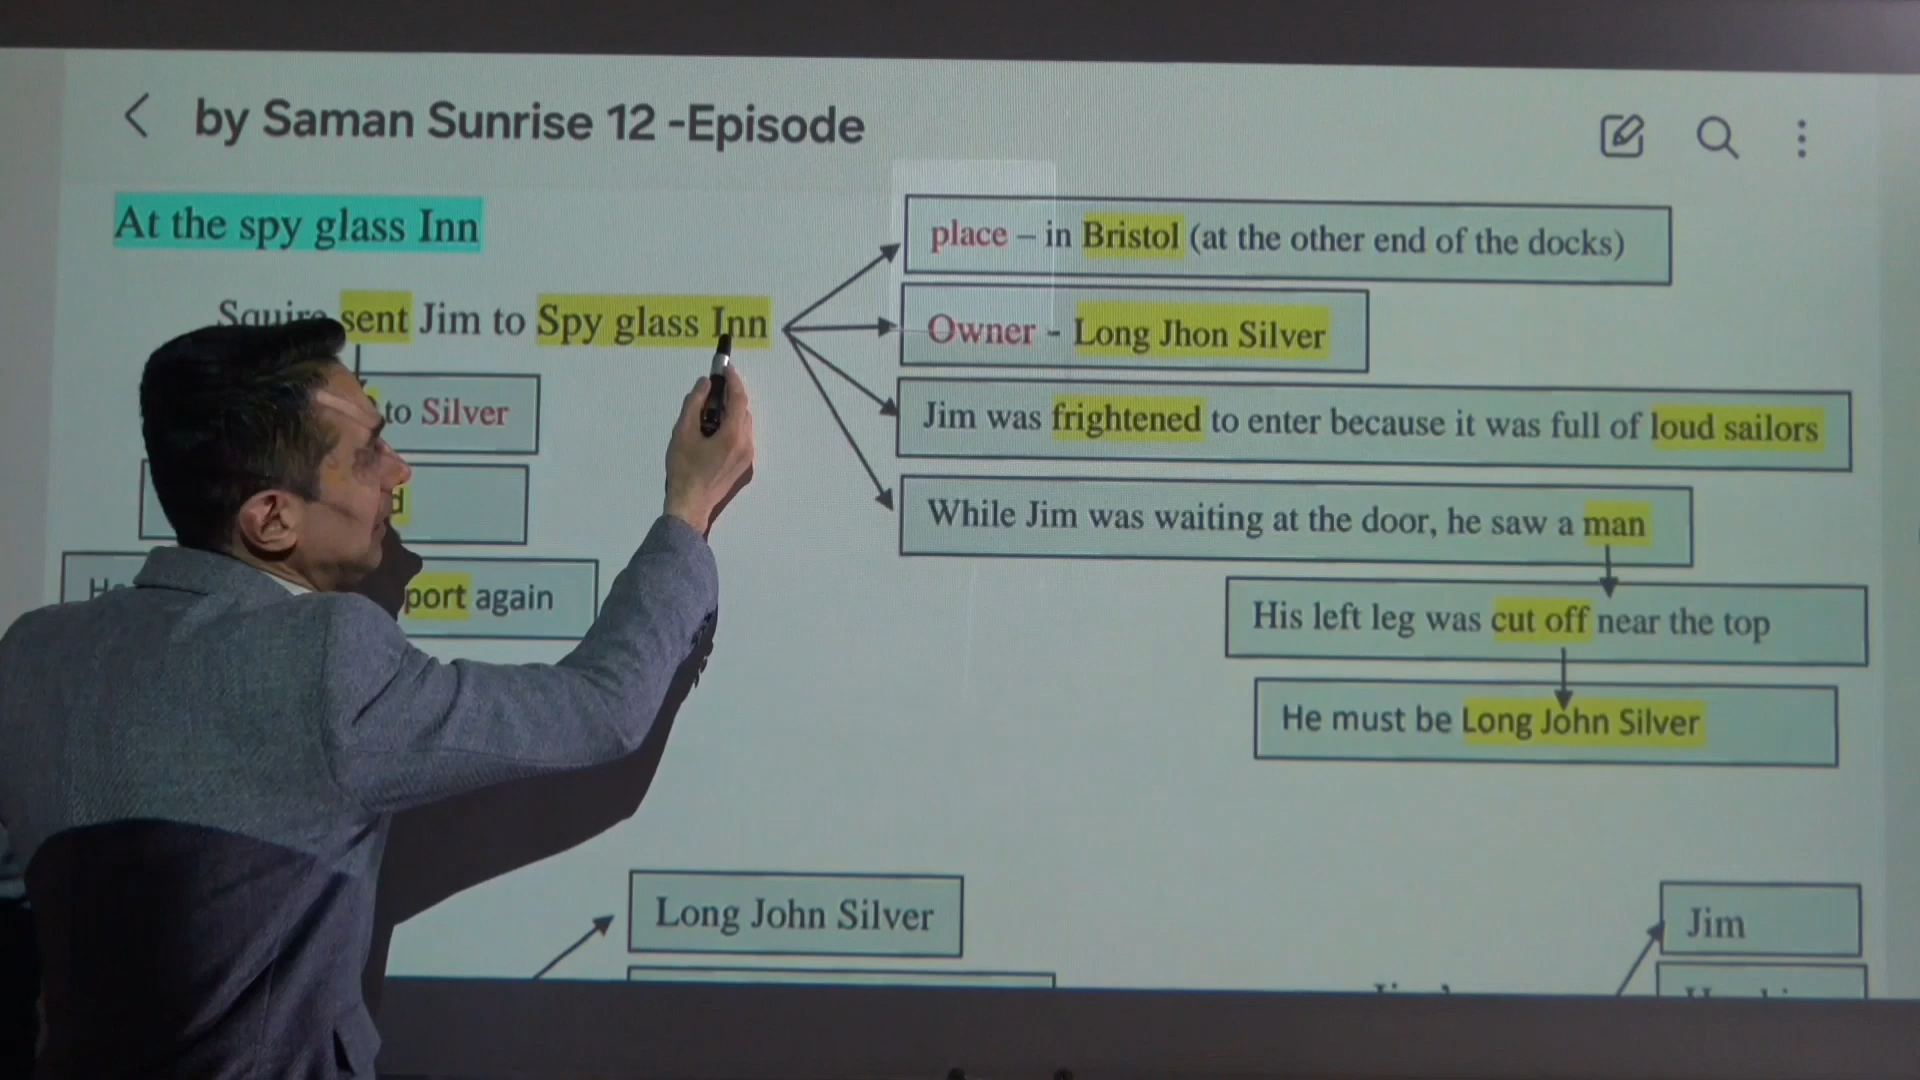 by Saman Sunrise 12 -Episode
At the spy glass Inn
Squire sent Jim to Spy glass Inn
to Silver
port again
place – in Bristol (at the other end of the docks)
Owner - Long Jhon Silver
Jim was frightened to enter because it was full of loud sailors
While Jim was waiting at the door, he saw a man
His left leg was cut off near the top
He must be Long John Silver
Long John Silver
Jim